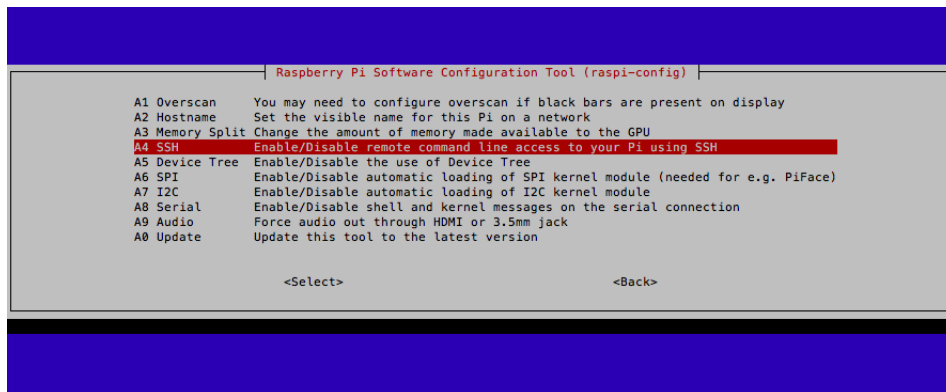 Raspberry Pi Software Configuration Tool (raspi-config)
A1 Overscan You may need to configure overscan if black bars are present on display
A2 Hostname Set the visible name for this Pi on a network
A3 Memory Split Change the amount of memory made available to the GPU
A4 SSH Enable/Disable remote command line access to your Pi using SSH
A5 Device Tree Enable/Disable the use of Device Tree
A6 SPI Enable/Disable automatic loading of SPI kernel module (needed for e.g. PiFace)
A7 I2C Enable/Disable automatic loading of I2C kernel module
A8 Serial Enable/Disable shell and kernel messages on the serial connection
A9 Audio Force audio out through HDMI or 3.5mm jack
A0 Update Update this tool to the latest version
<Select> <Back>